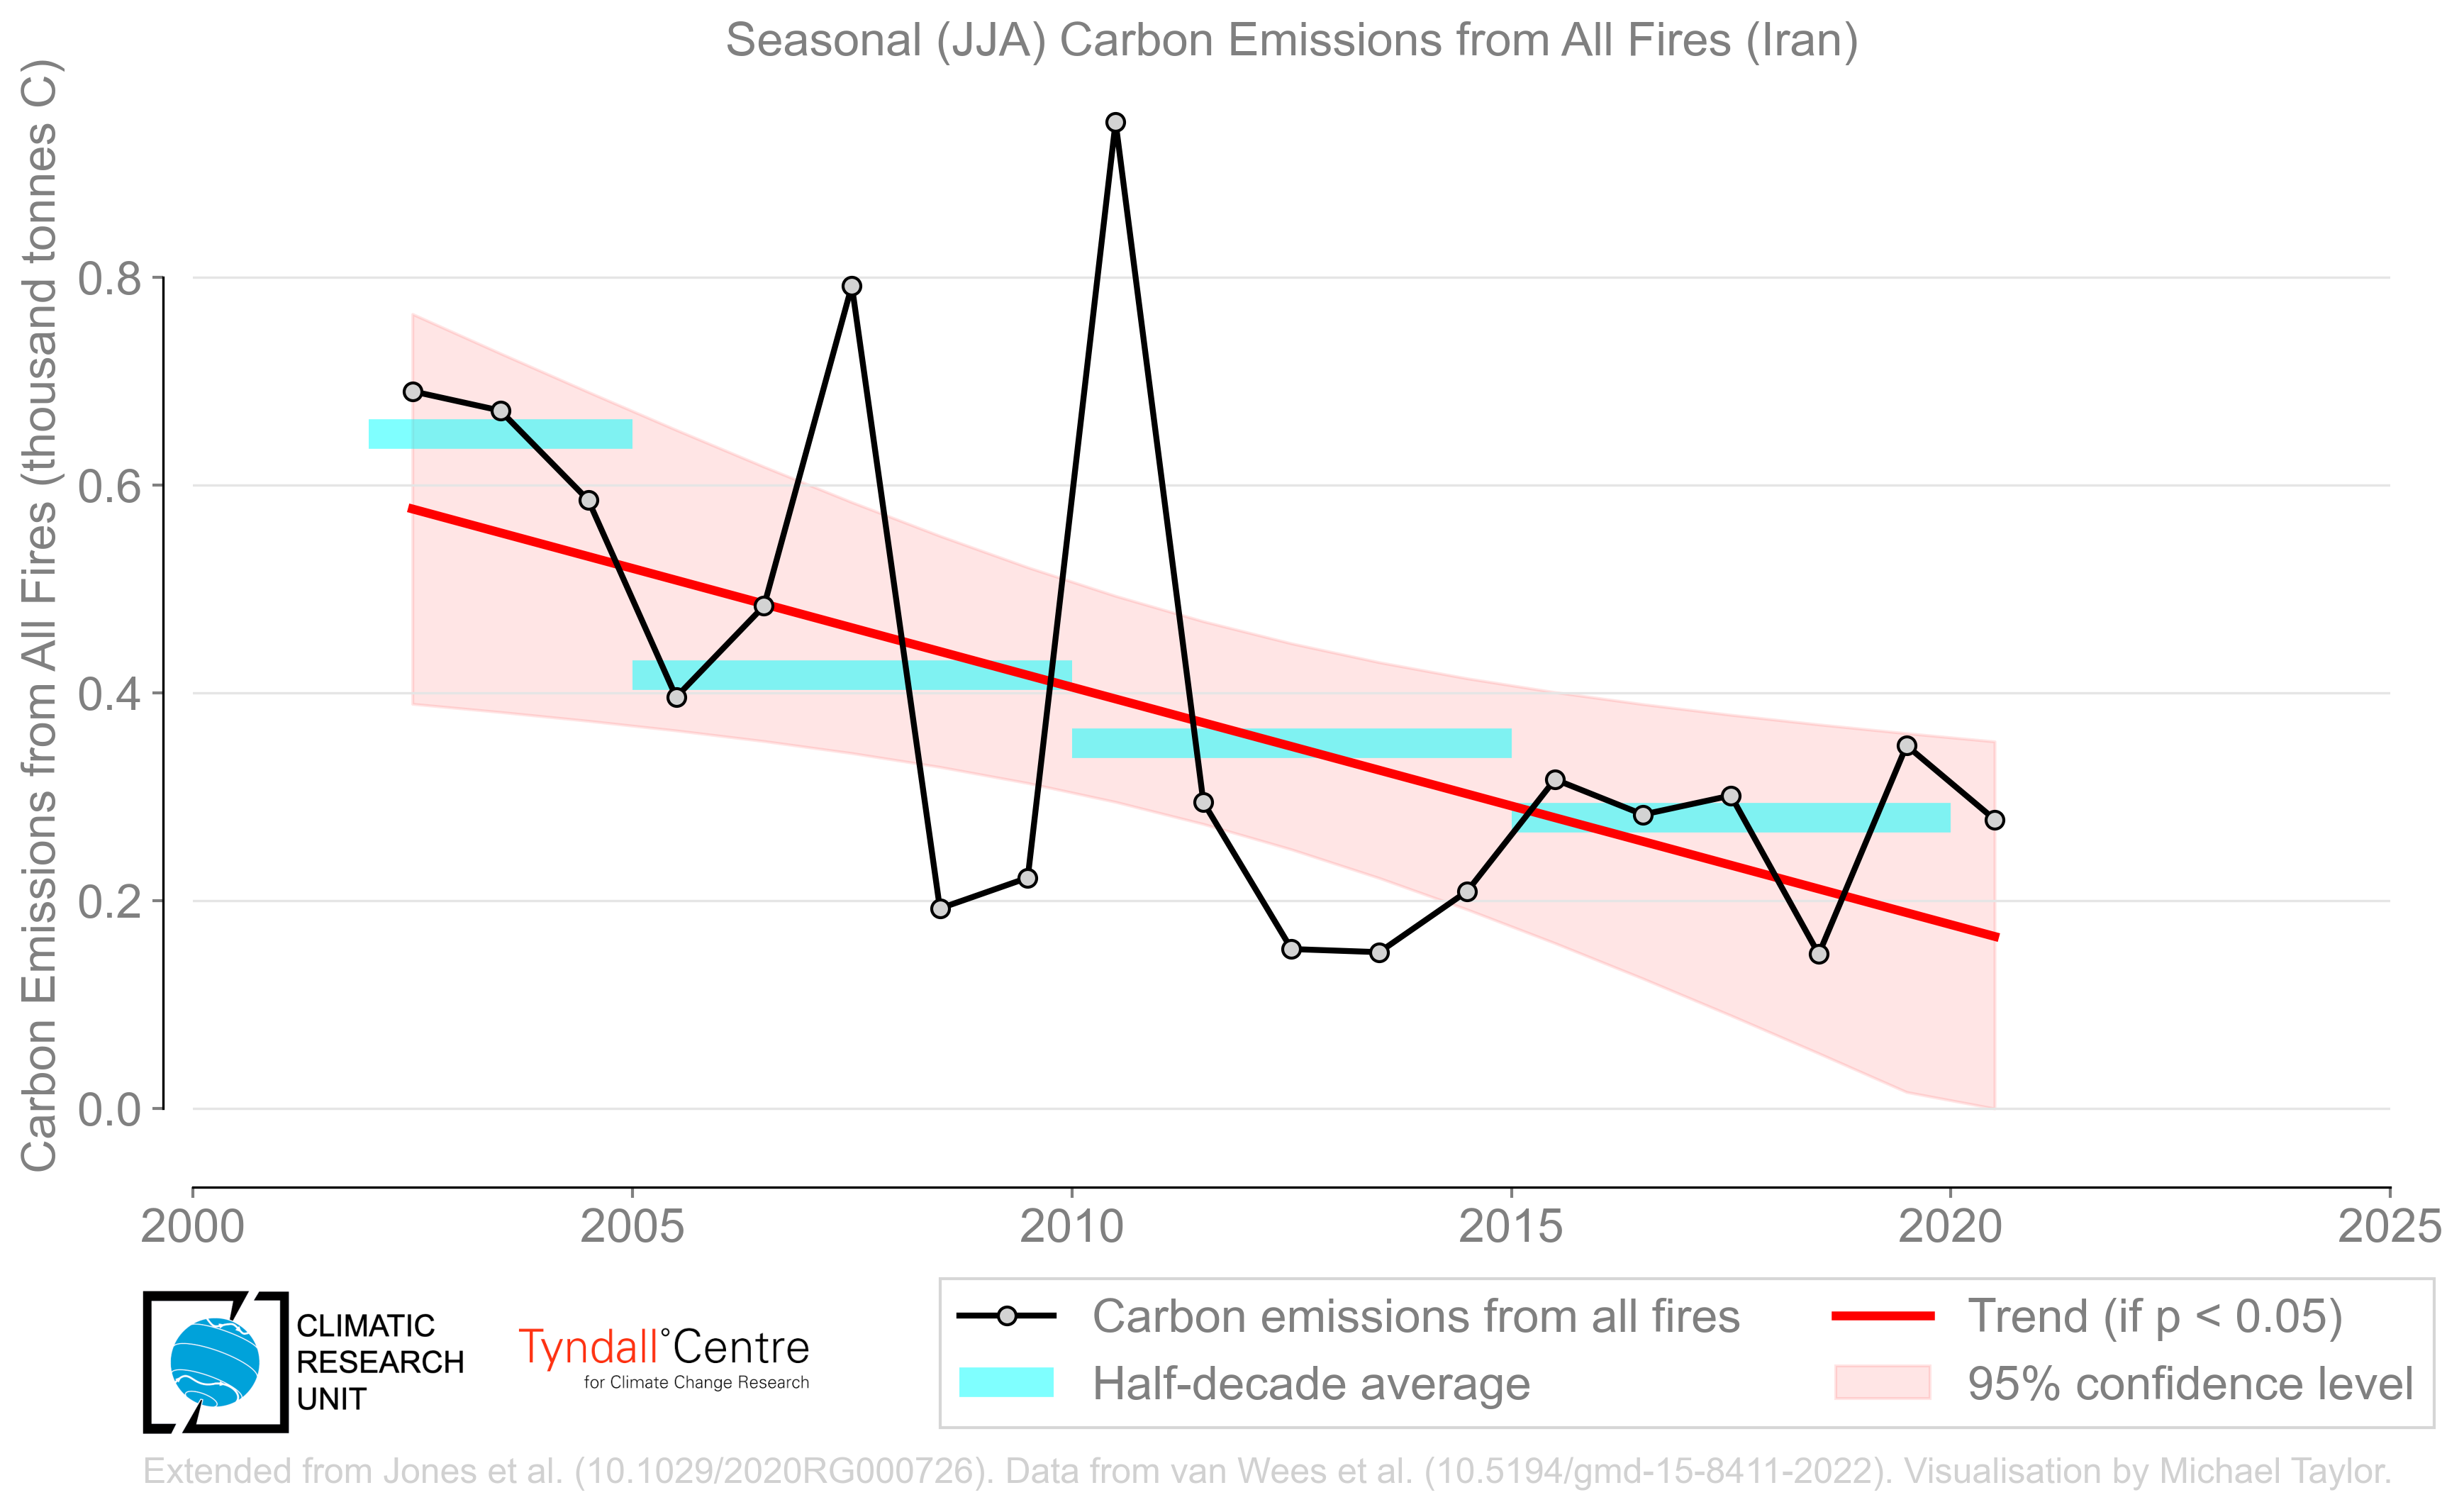 Seasonal (JJA) Carbon Emissions from All Fires (Iran)
Carbon Emissions from All Fires (thousand tonnes C)
0.8
0.6
0.4
0.2
0.0
2000
2005
2010
2015
2020
2025
CLIMATIC
RESEARCH
UNIT
Tyndall°Centre
for Climate Change Research
Carbon emissions from all fires
Half-decade average
Trend (if p < 0.05)
95% confidence level
Extended from Jones et al. (10.1029/2020RG000726). Data from van Wees et al. (10.5194/gmd-15-8411-2022). Visualisation by Michael Taylor.